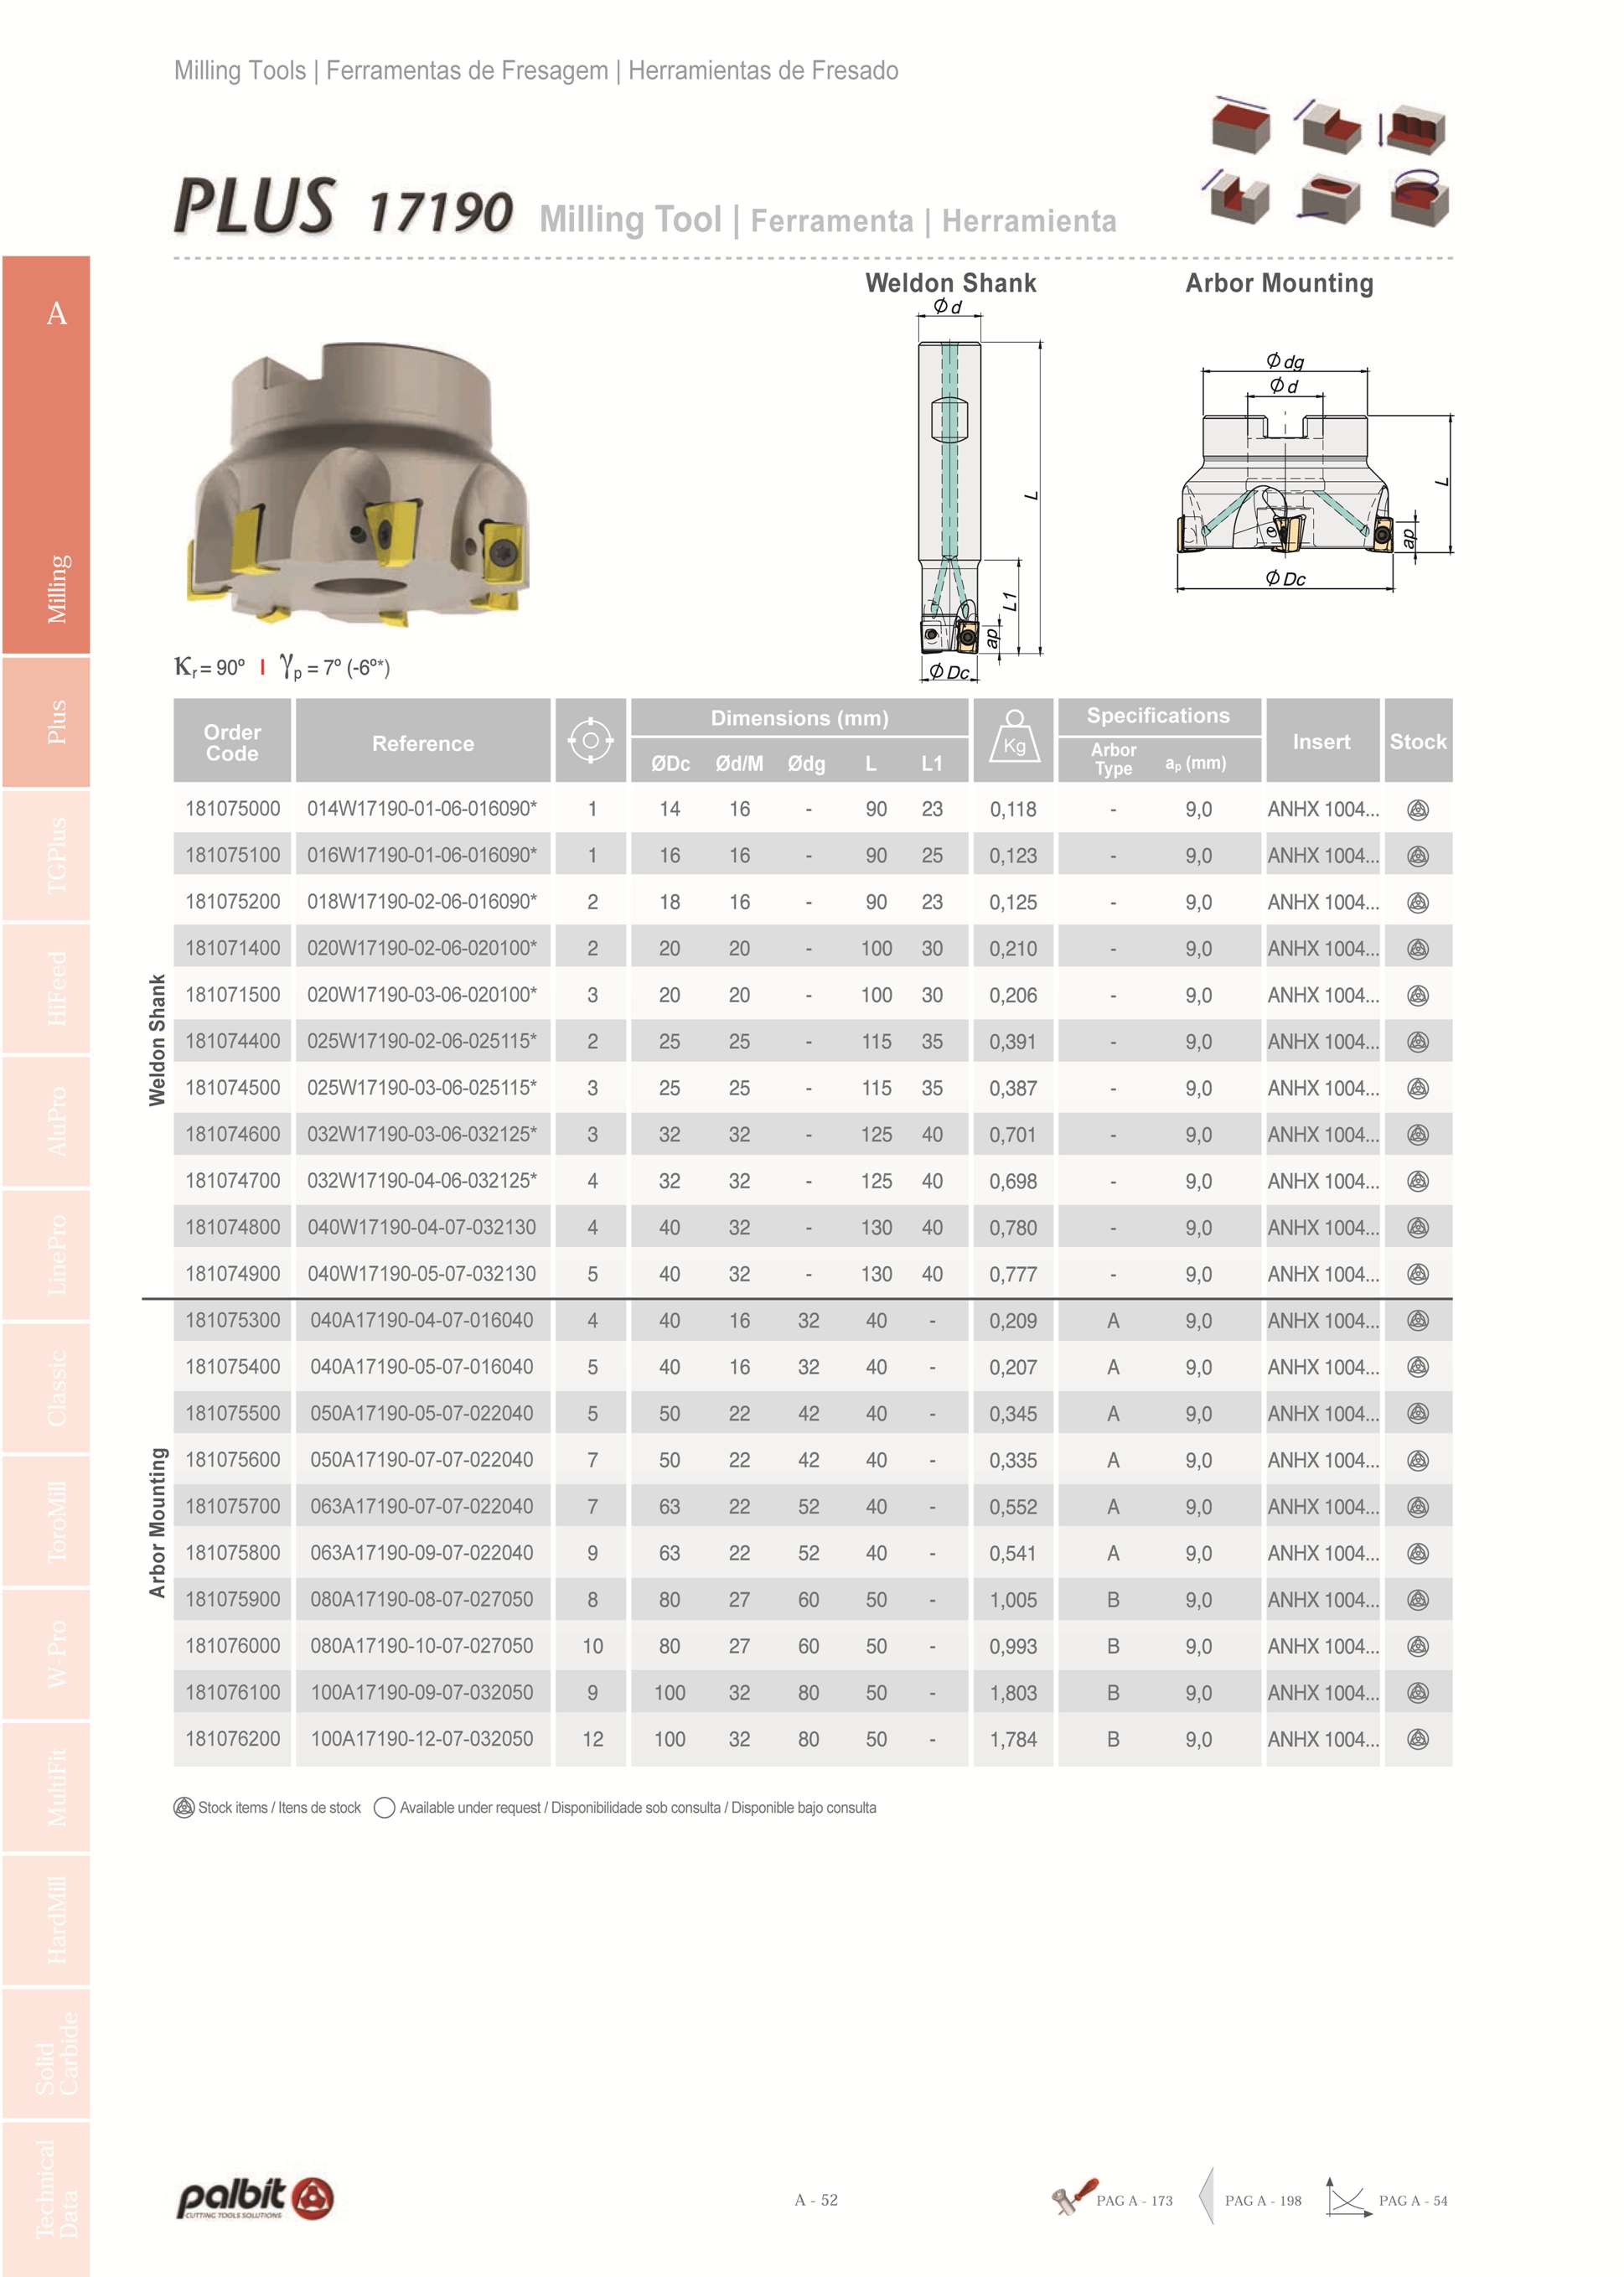 Milling Tools | Ferramentas de Fresagem | Herramientas de Fresado
PLUS 17190 Milling Tool | Ferramenta | Herramienta
Weldon Shank
Arbor Mounting
Ød
L
L1
ap
ØDc
Ødg
Ød
L
ap
ØDc
Κr = 90º | γp = 7º (-6º*)
A
Milling
Plus
TGPlus
HiFeed
AluPro
LinePro
Classic
ToroMill
W-Pro
MultiFit
HardMill
Solid
Carbide
Technical
Data
Order Code Reference Dimensions (mm) Kg Specifications Insert Stock
ØDc Ød/M Ødg L L1 Arbor Type ap (mm)
Weldon Shank
181075000 014W17190-01-06-016090* 1 14 16 - 90 23 0,118 - 9,0 ANHX 1004...
181075100 016W17190-01-06-016090* 1 16 16 - 90 25 0,123 - 9,0 ANHX 1004...
181075200 018W17190-02-06-016090* 2 18 16 - 90 23 0,125 - 9,0 ANHX 1004...
181071400 020W17190-02-06-020100* 2 20 20 - 100 30 0,210 - 9,0 ANHX 1004...
181071500 020W17190-03-06-020100* 3 20 20 - 100 30 0,206 - 9,0 ANHX 1004...
181074400 025W17190-02-06-025115* 2 25 25 - 115 35 0,391 - 9,0 ANHX 1004...
181074500 025W17190-03-06-025115* 3 25 25 - 115 35 0,387 - 9,0 ANHX 1004...
181074600 032W17190-03-06-032125* 3 32 32 - 125 40 0,701 - 9,0 ANHX 1004...
181074700 032W17190-04-06-032125* 4 32 32 - 125 40 0,698 - 9,0 ANHX 1004...
181074800 040W17190-04-07-032130 4 40 32 - 130 40 0,780 - 9,0 ANHX 1004...
181074900 040W17190-05-07-032130 5 40 32 - 130 40 0,777 - 9,0 ANHX 1004...
Arbor Mounting
181075300 040A17190-04-07-016040 4 40 16 32 40 - 0,209 A 9,0 ANHX 1004...
181075400 040A17190-05-07-016040 5 40 16 32 40 - 0,207 A 9,0 ANHX 1004...
181075500 050A17190-05-07-022040 5 50 22 42 40 - 0,345 A 9,0 ANHX 1004...
181075600 050A17190-07-07-022040 7 50 22 42 40 - 0,335 A 9,0 ANHX 1004...
181075700 063A17190-07-07-022040 7 63 22 52 40 - 0,552 A 9,0 ANHX 1004...
181075800 063A17190-09-07-022040 9 63 22 52 40 - 0,541 A 9,0 ANHX 1004...
181075900 080A17190-08-07-027050 8 80 27 60 50 - 1,005 B 9,0 ANHX 1004...
181076000 080A17190-10-07-027050 10 80 27 60 50 - 0,993 B 9,0 ANHX 1004...
181076100 100A17190-09-07-032050 9 100 32 80 50 - 1,803 B 9,0 ANHX 1004...
181076200 100A17190-12-07-032050 12 100 32 80 50 - 1,784 B 9,0 ANHX 1004...
Stock items / Itens de stock Available under request / Disponibilidade sob consulta / Disponible bajo consulta
palbit
CUTTING TOOLS SOLUTIONS
A - 52
PAG A - 173
PAG A - 198
PAG A - 54